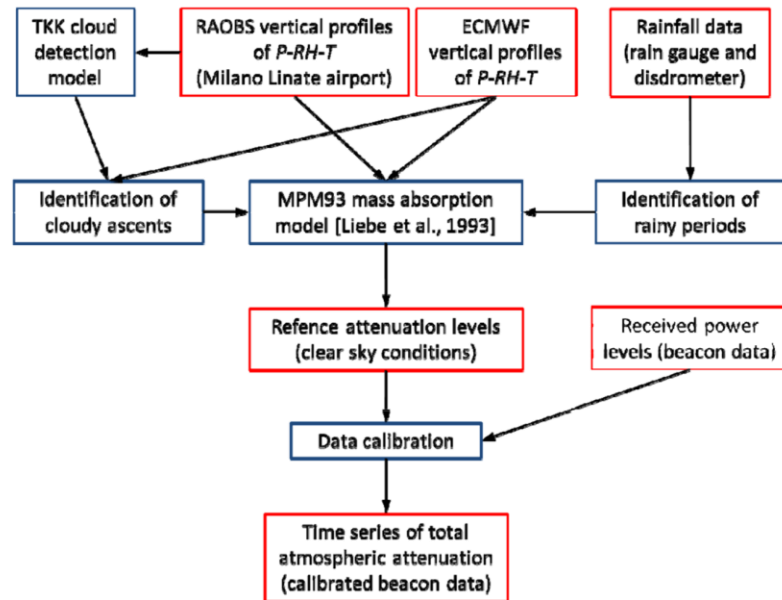 TKK cloud
detection
model
RAOBS vertical profiles
of P-RH-T
(Milano Linate airport)
ECMWF
vertical profiles
of P-RH-T
Rainfall data
(rain gauge and
disdrometer)
Identification of
cloudy ascents
MPM93 mass absorption
model [Liebe et al., 1993]
Identification of
rainy periods
Refence attenuation levels
(clear sky conditions)
Received power
levels (beacon data)
Data calibration
Time series of total
atmospheric attenuation
(calibrated beacon data)